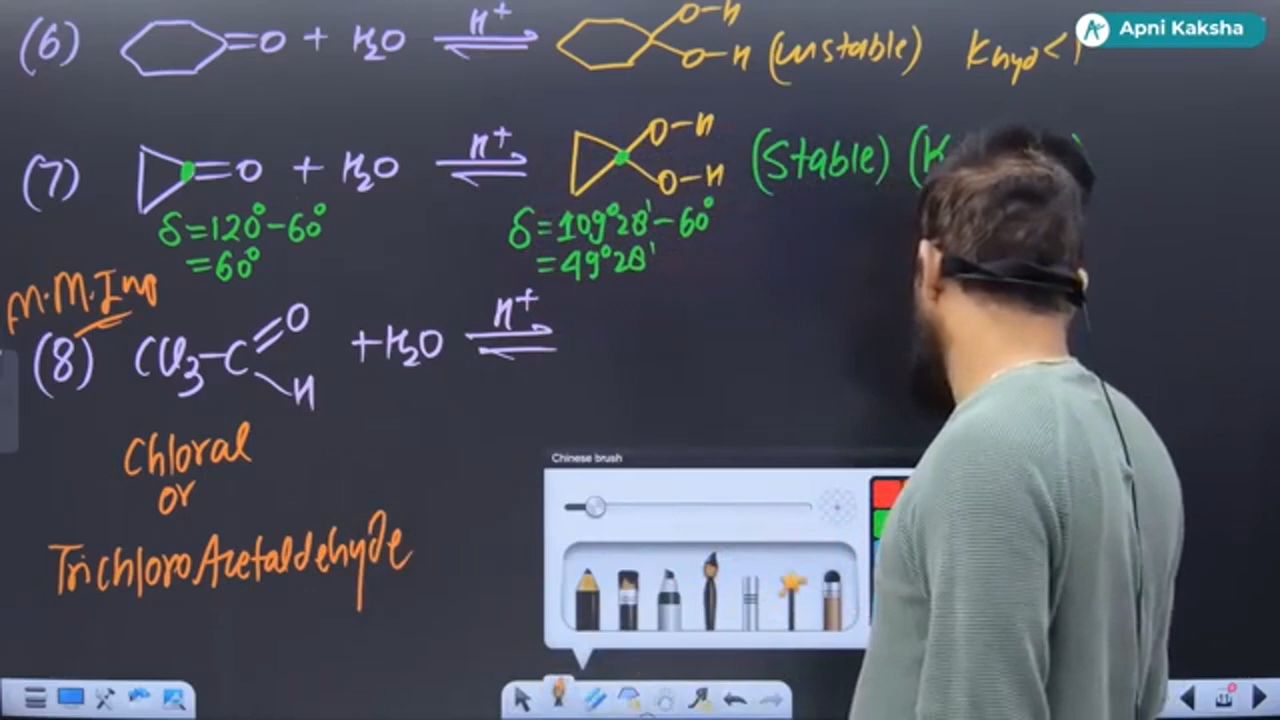 Apni Kaksha
(6) =O + H2O H+ O-H O-H (unstable) Khyd < 1
(7) =O + H2O H+ O-H O-H (Stable) (K
δ=120°-60°
=60°
δ=109°28'-60°
=49°28'
M.M.Imp
(8) CCl3-C O H + H2O H+
Chloral
or
TrichloroAcetaldehyde
Chinese brush